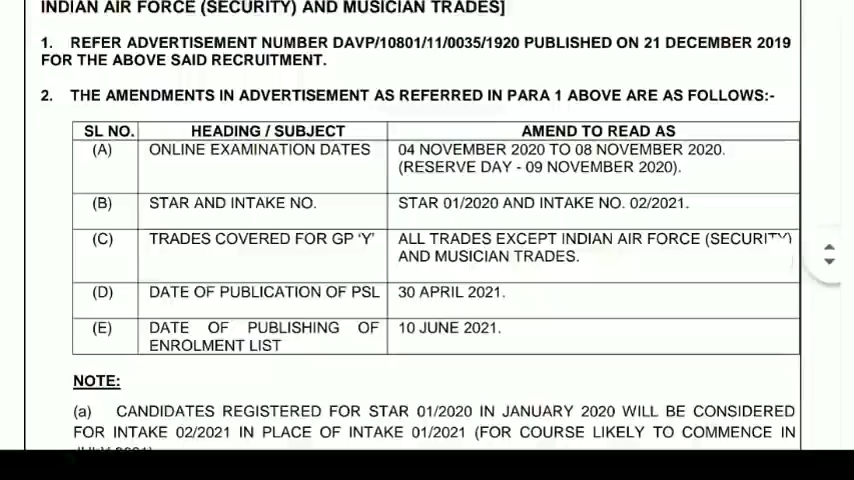 INDIAN AIR FORCE (SECURITY) AND MUSICIAN TRADES]
1. REFER ADVERTISEMENT NUMBER DAVP/10801/11/0035/1920 PUBLISHED ON 21 DECEMBER 2019
FOR THE ABOVE SAID RECRUITMENT.
2. THE AMENDMENTS IN ADVERTISEMENT AS REFERRED IN PARA 1 ABOVE ARE AS FOLLOWS:-
SL NO. HEADING / SUBJECT AMEND TO READ AS
(A) ONLINE EXAMINATION DATES 04 NOVEMBER 2020 TO 08 NOVEMBER 2020.
(RESERVE DAY - 09 NOVEMBER 2020).
(B) STAR AND INTAKE NO. STAR 01/2020 AND INTAKE NO. 02/2021.
(C) TRADES COVERED FOR GP 'Y' ALL TRADES EXCEPT INDIAN AIR FORCE (SECURITY)
AND MUSICIAN TRADES.
(D) DATE OF PUBLICATION OF PSL 30 APRIL 2021.
(E) DATE OF PUBLISHING OF 10 JUNE 2021.
ENROLMENT LIST
NOTE:
(a) CANDIDATES REGISTERED FOR STAR 01/2020 IN JANUARY 2020 WILL BE CONSIDERED
FOR INTAKE 02/2021 IN PLACE OF INTAKE 01/2021 (FOR COURSE LIKELY TO COMMENCE IN